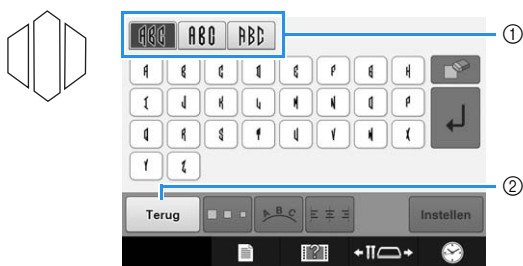 ABC ABC ABC ①
A B C D E F G H
I J K L M N O P
Q R S T U V W X
Y Z
②
Terug ABC Instellen
?